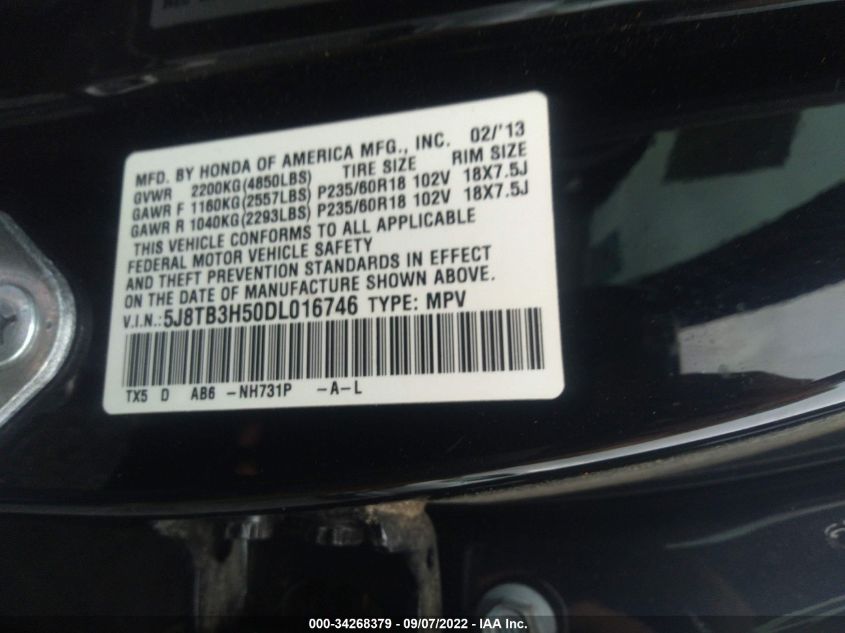 MFD. BY HONDA OF AMERICA MFG., INC. 02/'13
GVWR 2200KG(4850LBS) TIRE SIZE RIM SIZE
GAWR F 1160KG(2557LBS) P235/60R18 102V 18X7.5J
GAWR R 1040KG(2293LBS) P235/60R18 102V 18X7.5J
THIS VEHICLE CONFORMS TO ALL APPLICABLE
FEDERAL MOTOR VEHICLE SAFETY
AND THEFT PREVENTION STANDARDS IN EFFECT
ON THE DATE OF MANUFACTURE SHOWN ABOVE.
V.I.N.:5J8TB3H50DL016746 TYPE: MPV
TX5 D AB6 -NH731P -A-L
000-34268379 - 09/07/2022 - IAA Inc.